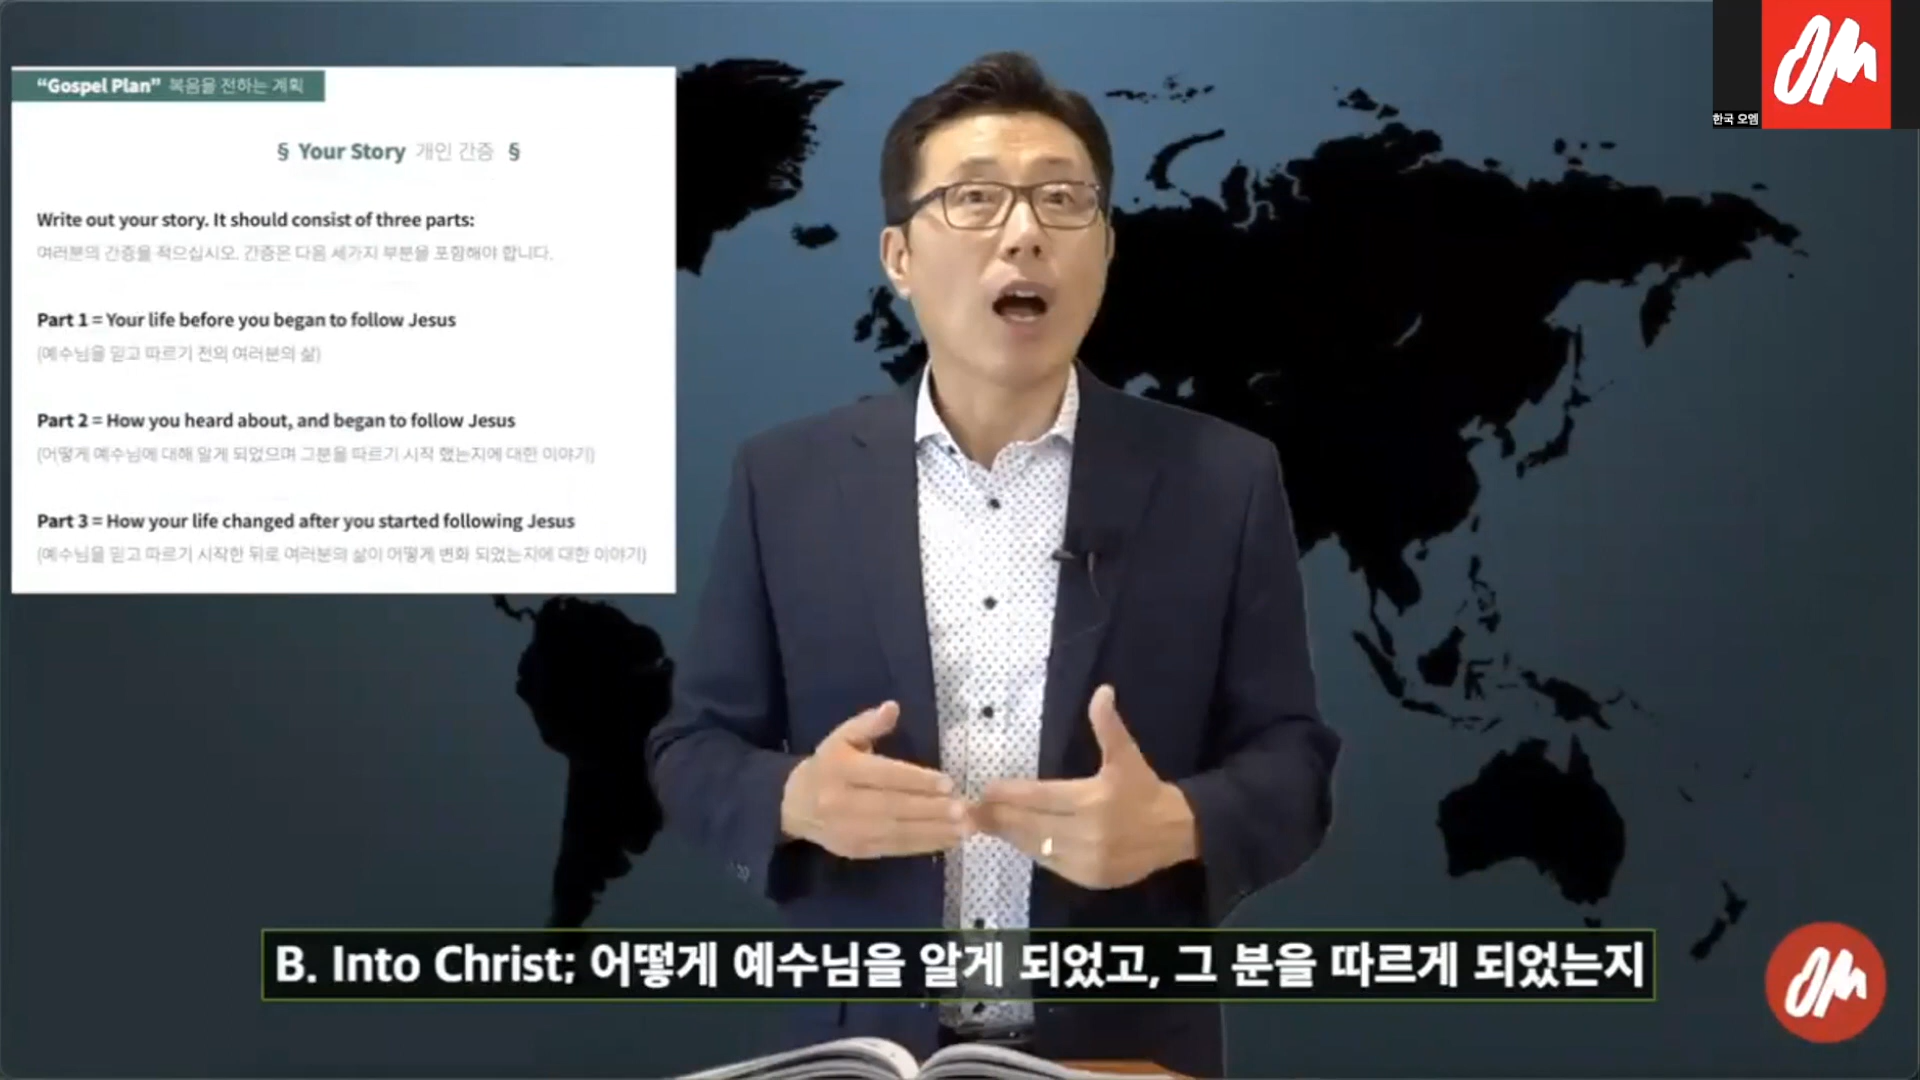 “Gospel Plan” 복음을 전하는 계획
§ Your Story 개인 간증 §
Write out your story. It should consist of three parts:
여러분의 간증을 적으십시오. 간증은 다음 세가지 부분을 포함해야 합니다.
Part 1 = Your life before you began to follow Jesus
(예수님을 믿고 따르기 전의 여러분의 삶)
Part 2 = How you heard about, and began to follow Jesus
(어떻게 예수님에 대해 알게 되었으며 그분을 따르기 시작 했는지에 대한 이야기)
Part 3 = How your life changed after you started following Jesus
(예수님을 믿고 따르기 시작한 뒤로 여러분의 삶이 어떻게 변화 되었는지에 대한 이야기)
OM
한국 오엠
B. Into Christ; 어떻게 예수님을 알게 되었고, 그 분을 따르게 되었는지
OM